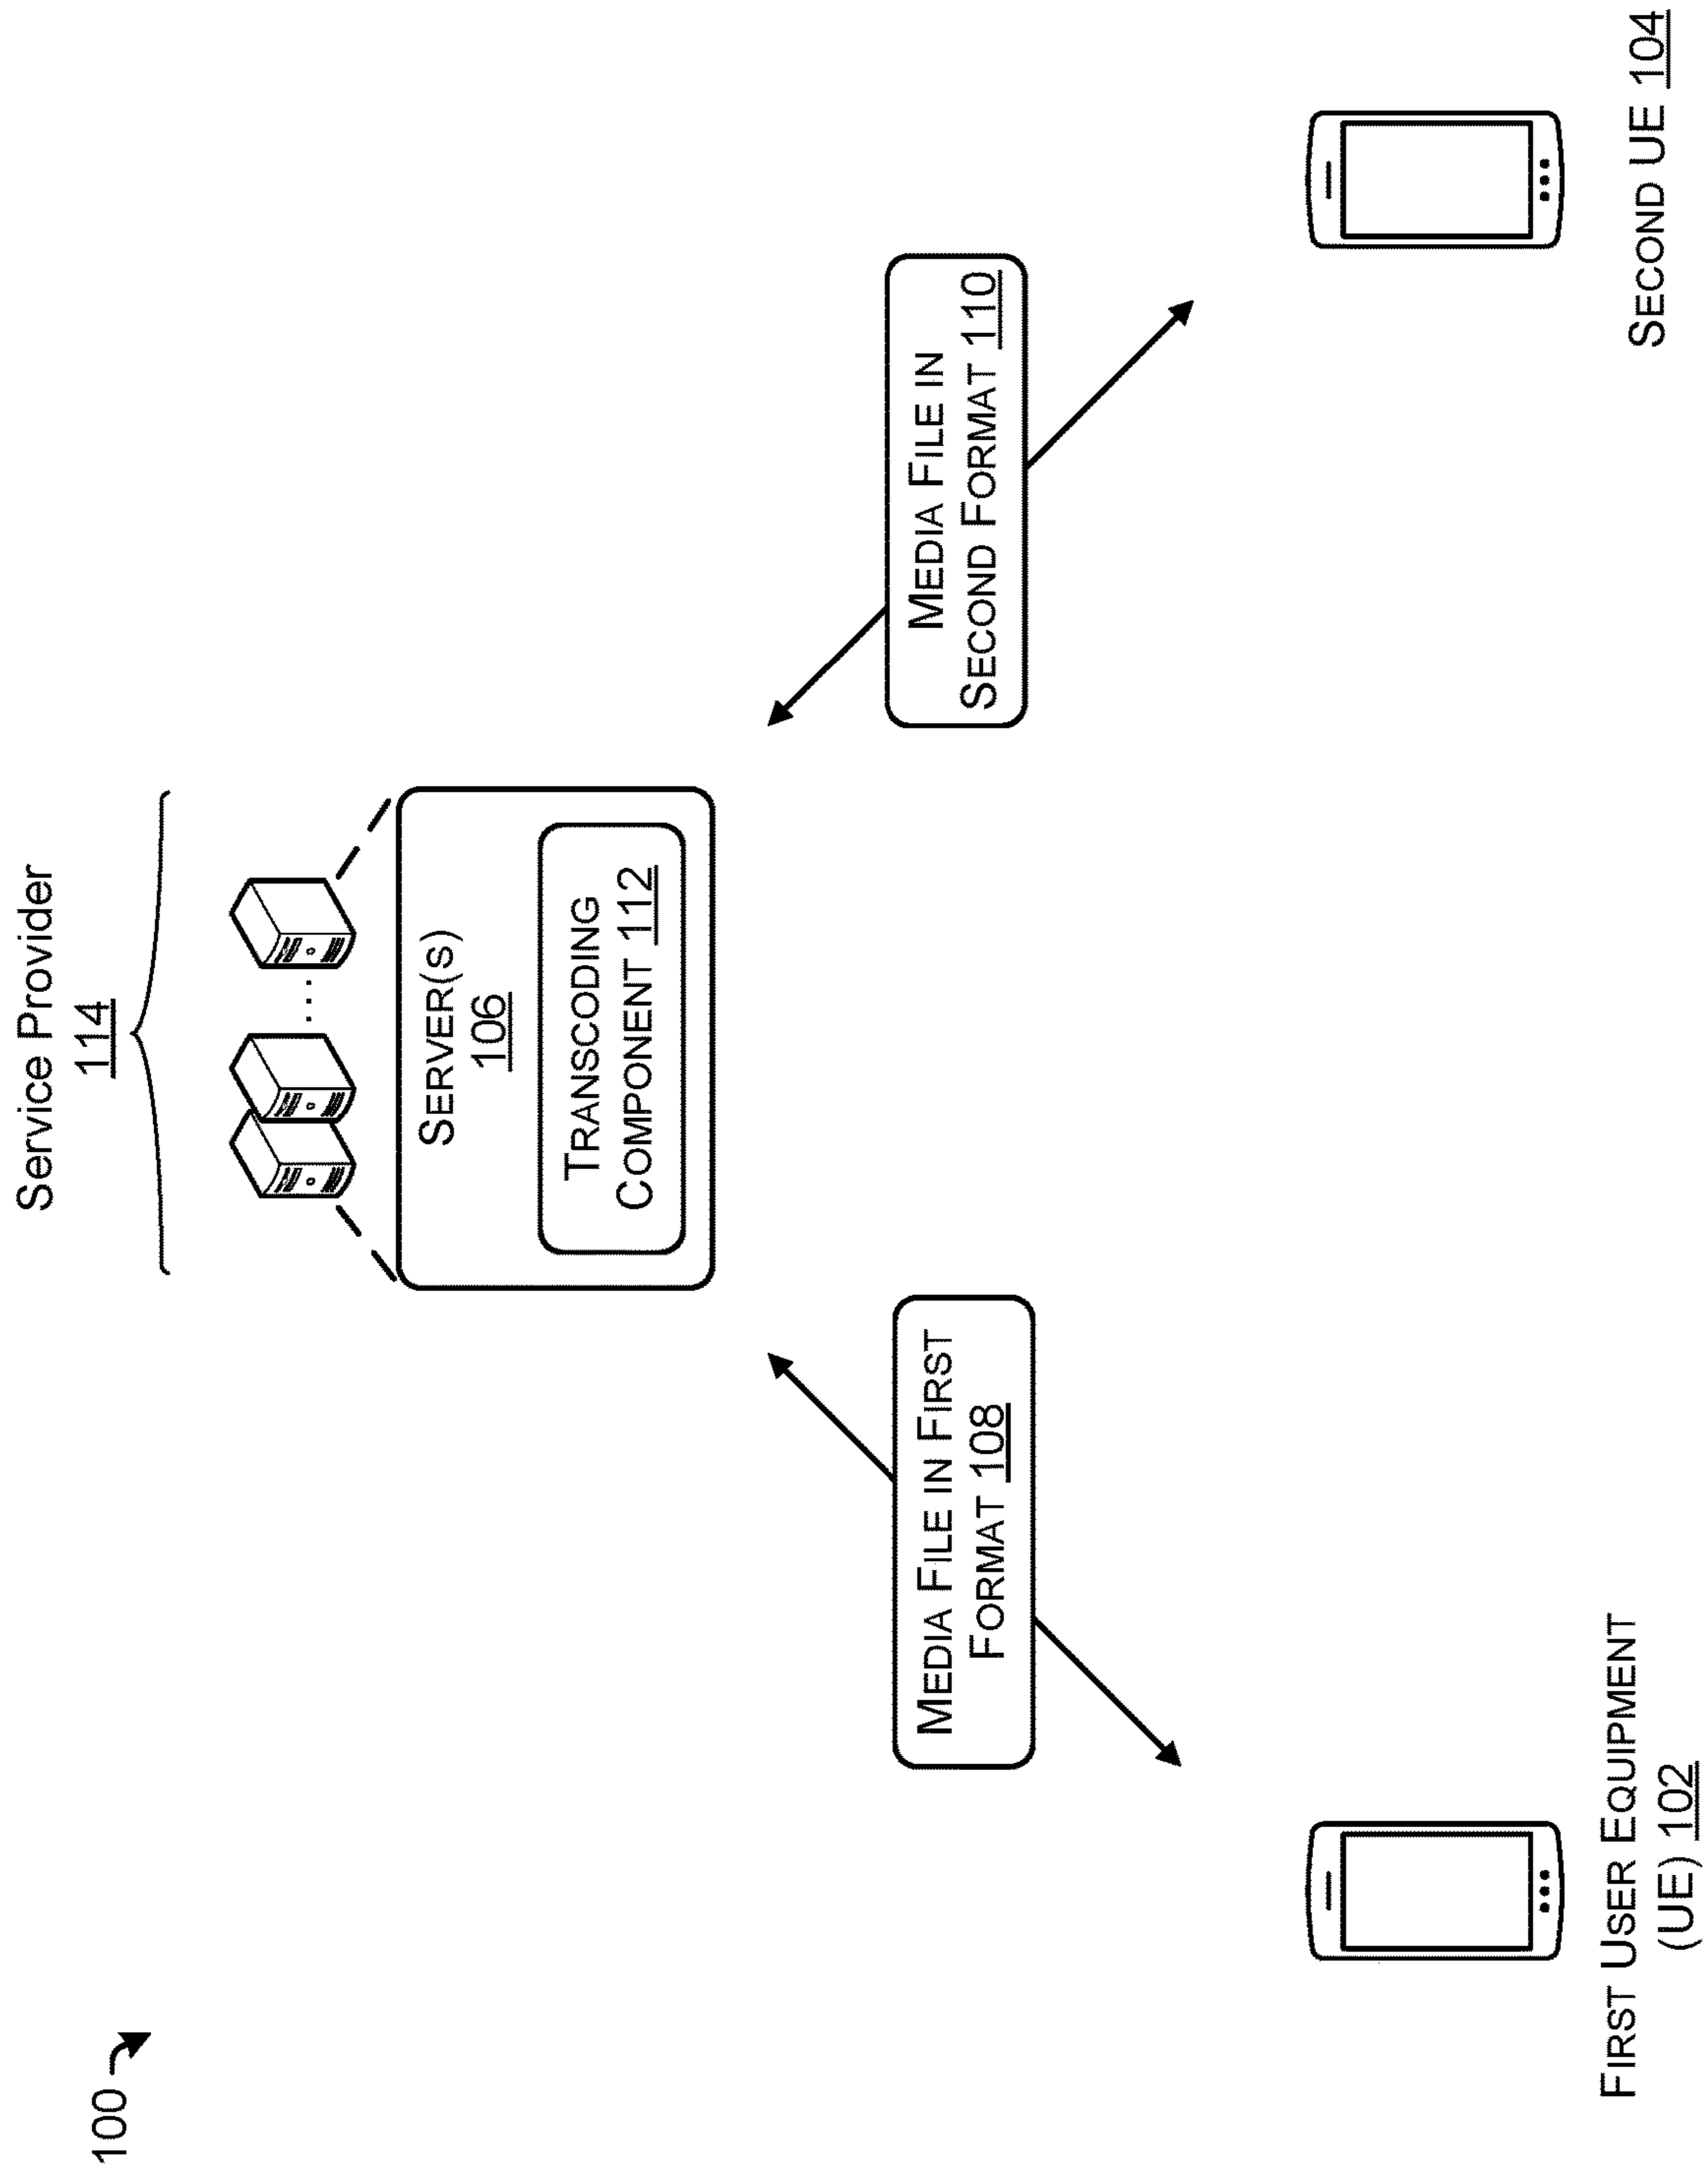 100
Service Provider
114
SERVER(S)
106
TRANSCODING
COMPONENT 112
MEDIA FILE IN FIRST
FORMAT 108
MEDIA FILE IN
SECOND FORMAT 110
FIRST USER EQUIPMENT
(UE) 102
SECOND UE 104